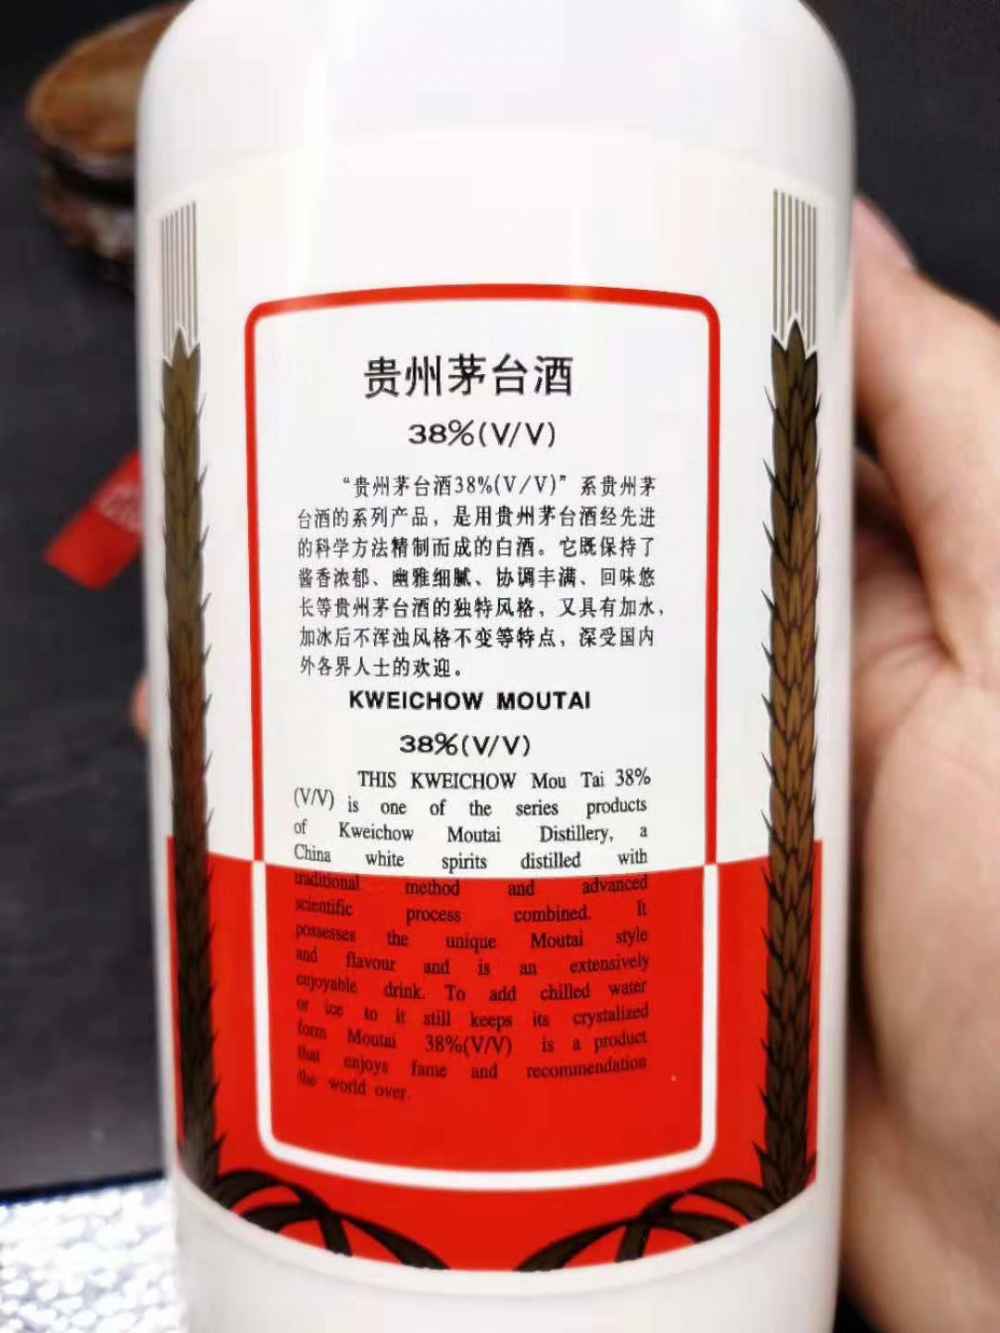 贵州茅台酒
38%(V/V)
“贵州茅台酒38%(V/V)”系贵州茅
台酒的系列产品，是用贵州茅台酒经先进
的科学方法精制而成的白酒。它既保持了
酱香浓郁、幽雅细腻、协调丰满、回味悠
长等贵州茅台酒的独特风格，又具有加水，
加冰后不浑浊风格不变等特点，深受国内
外各界人士的欢迎。
KWEICHOW MOUTAI
38%(V/V)
THIS KWEICHOW Mou Tai 38%
(V/V) is one of the series products
of Kweichow Moutai Distillery, a
China white spirits distilled with
traditional method and advanced
scientific process combined. It
possesses the unique Moutai style
and flavour and is an extensively
enjoyable drink. To add chilled water
or ice to it still keeps its crystalized
form Moutai 38%(V/V) is a product
that enjoys fame and recommendation
the world over.